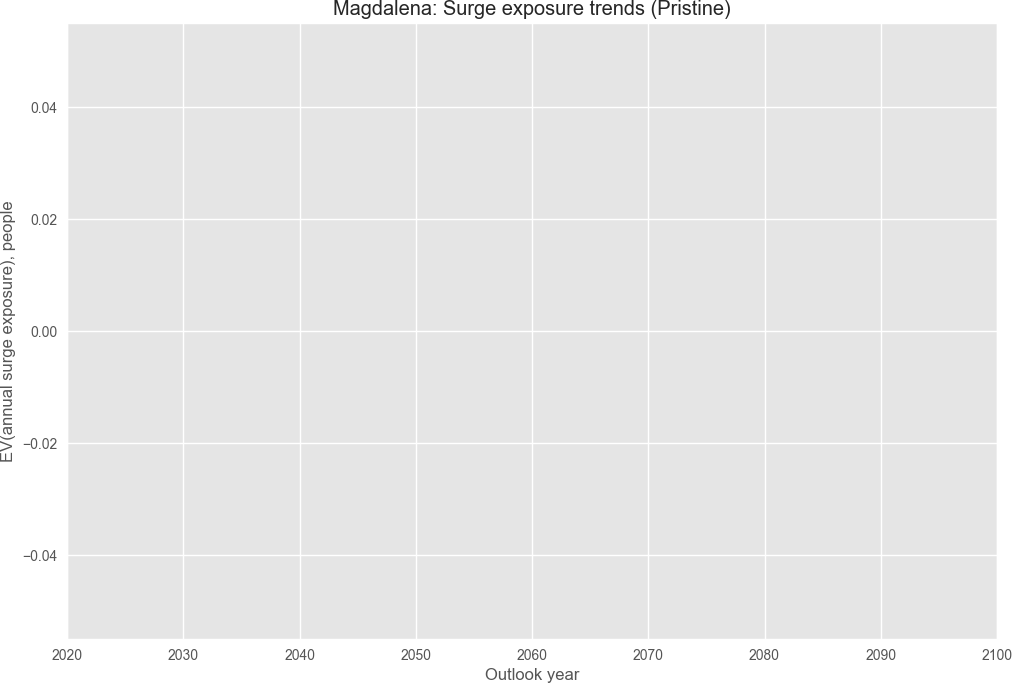 Magdalena: Surge exposure trends (Pristine)
EV(annual surge exposure), people
0.04
0.02
0.00
−0.02
−0.04
2020 2030 2040 2050 2060 2070 2080 2090 2100
Outlook year